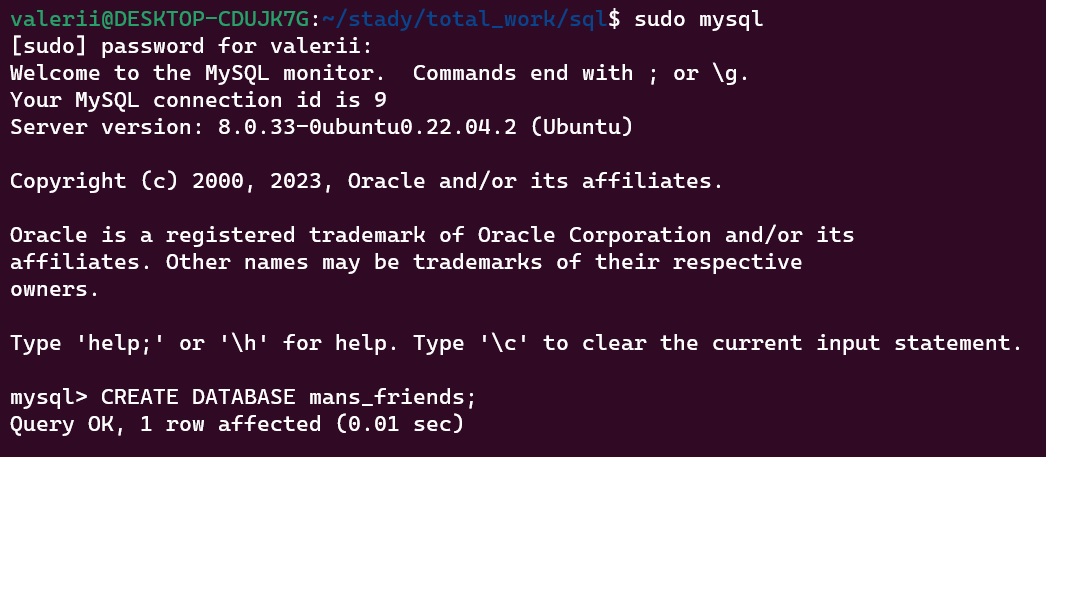 valerii@DESKTOP-CDUJK7G:~/stady/total_work/sql$ sudo mysql
[sudo] password for valerii:
Welcome to the MySQL monitor.  Commands end with ; or \g.
Your MySQL connection id is 9
Server version: 8.0.33-0ubuntu0.22.04.2 (Ubuntu)
Copyright (c) 2000, 2023, Oracle and/or its affiliates.
Oracle is a registered trademark of Oracle Corporation and/or its
affiliates. Other names may be trademarks of their respective
owners.
Type 'help;' or '\h' for help. Type '\c' to clear the current input statement.
mysql> CREATE DATABASE mans_friends;
Query OK, 1 row affected (0.01 sec)